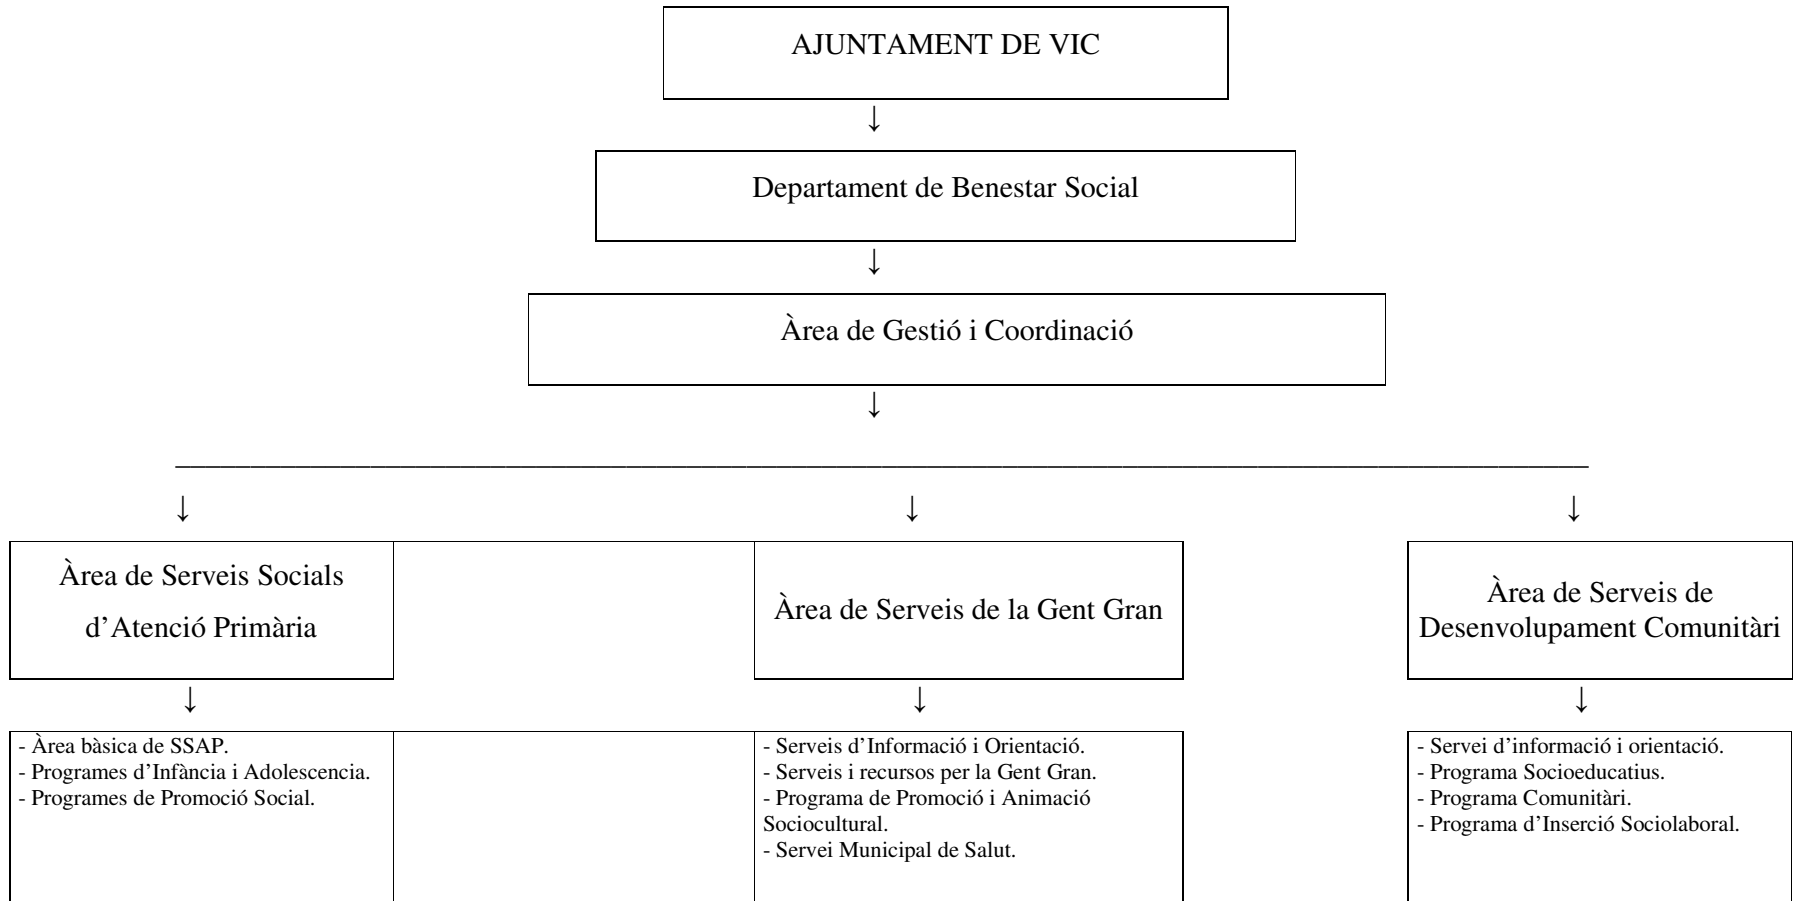 AJUNTAMENT DE VIC
↓
Departament de Benestar Social
↓
Àrea de Gestió i Coordinació
↓
↓ ↓ ↓
Àrea de Serveis Socials
d’Atenció Primària
Àrea de Serveis de la Gent Gran
Àrea de Serveis de
Desenvolupament Comunitàri
↓ ↓ ↓
- Àrea bàsica de SSAP.
- Programes d’Infància i Adolescencia.
- Programes de Promoció Social.
- Serveis d’Informació i Orientació.
- Serveis i recursos per la Gent Gran.
- Programa de Promoció i Animació
Sociocultural.
- Servei Municipal de Salut.
- Servei d’informació i orientació.
- Programa Socioeducatius.
- Programa Comunitàri.
- Programa d’Inserció Sociolaboral.